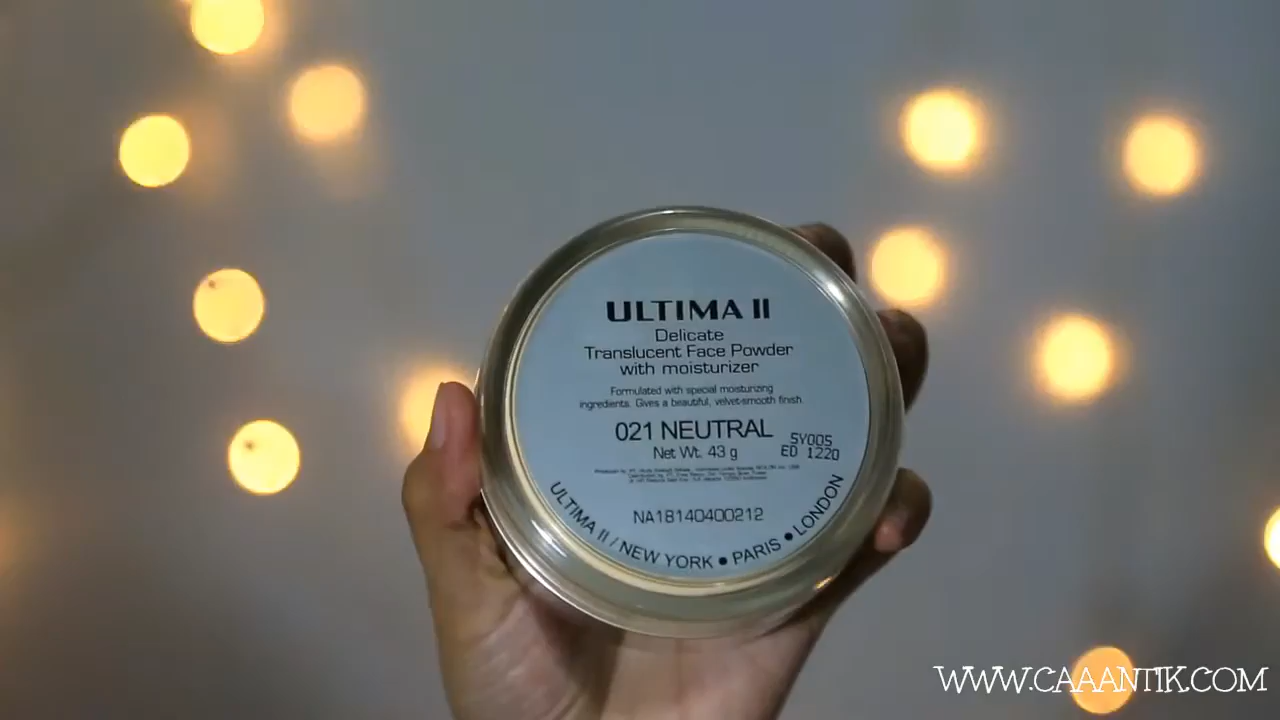 ULTIMA II
Delicate
Translucent Face Powder
with moisturizer
Formulated with special moisturizing
ingredients. Gives a beautiful, velvet-smooth finish.
021 NEUTRAL
Net Wt. 43 g
SY005
ED 1220
NA18140400212
ULTIMA II / NEW YORK ● PARIS ● LONDON
WWW.CAAANTIK.COM